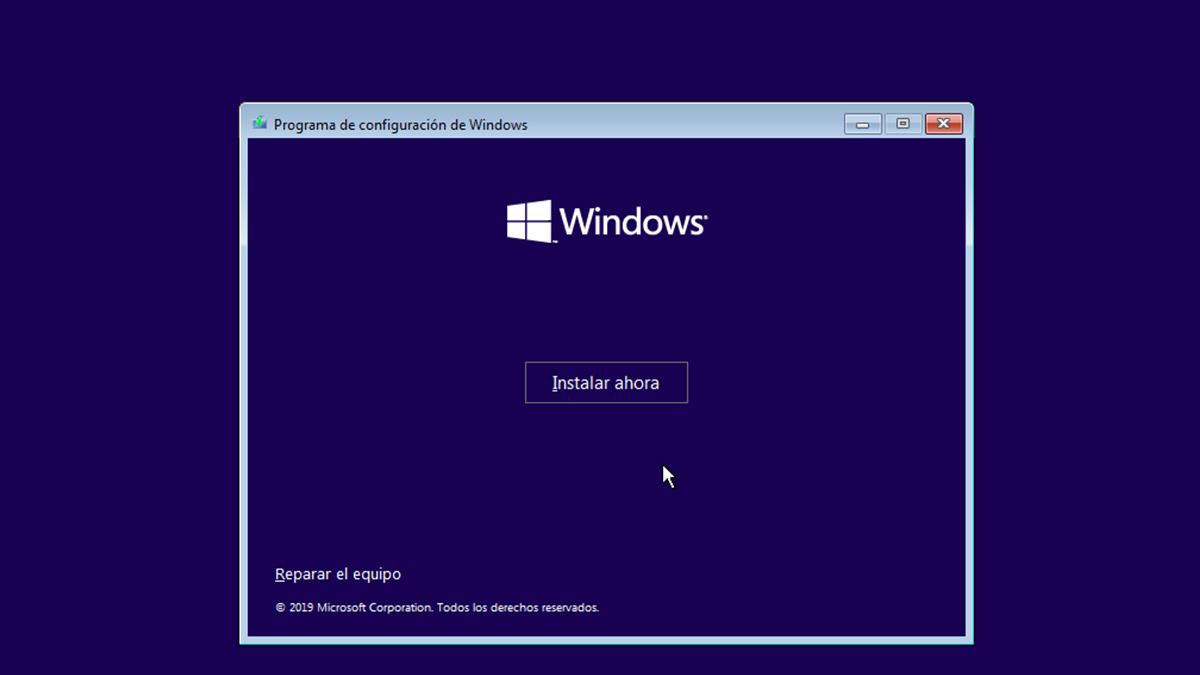 Programa de configuración de Windows
Windows
Instalar ahora
Reparar el equipo
© 2019 Microsoft Corporation. Todos los derechos reservados.